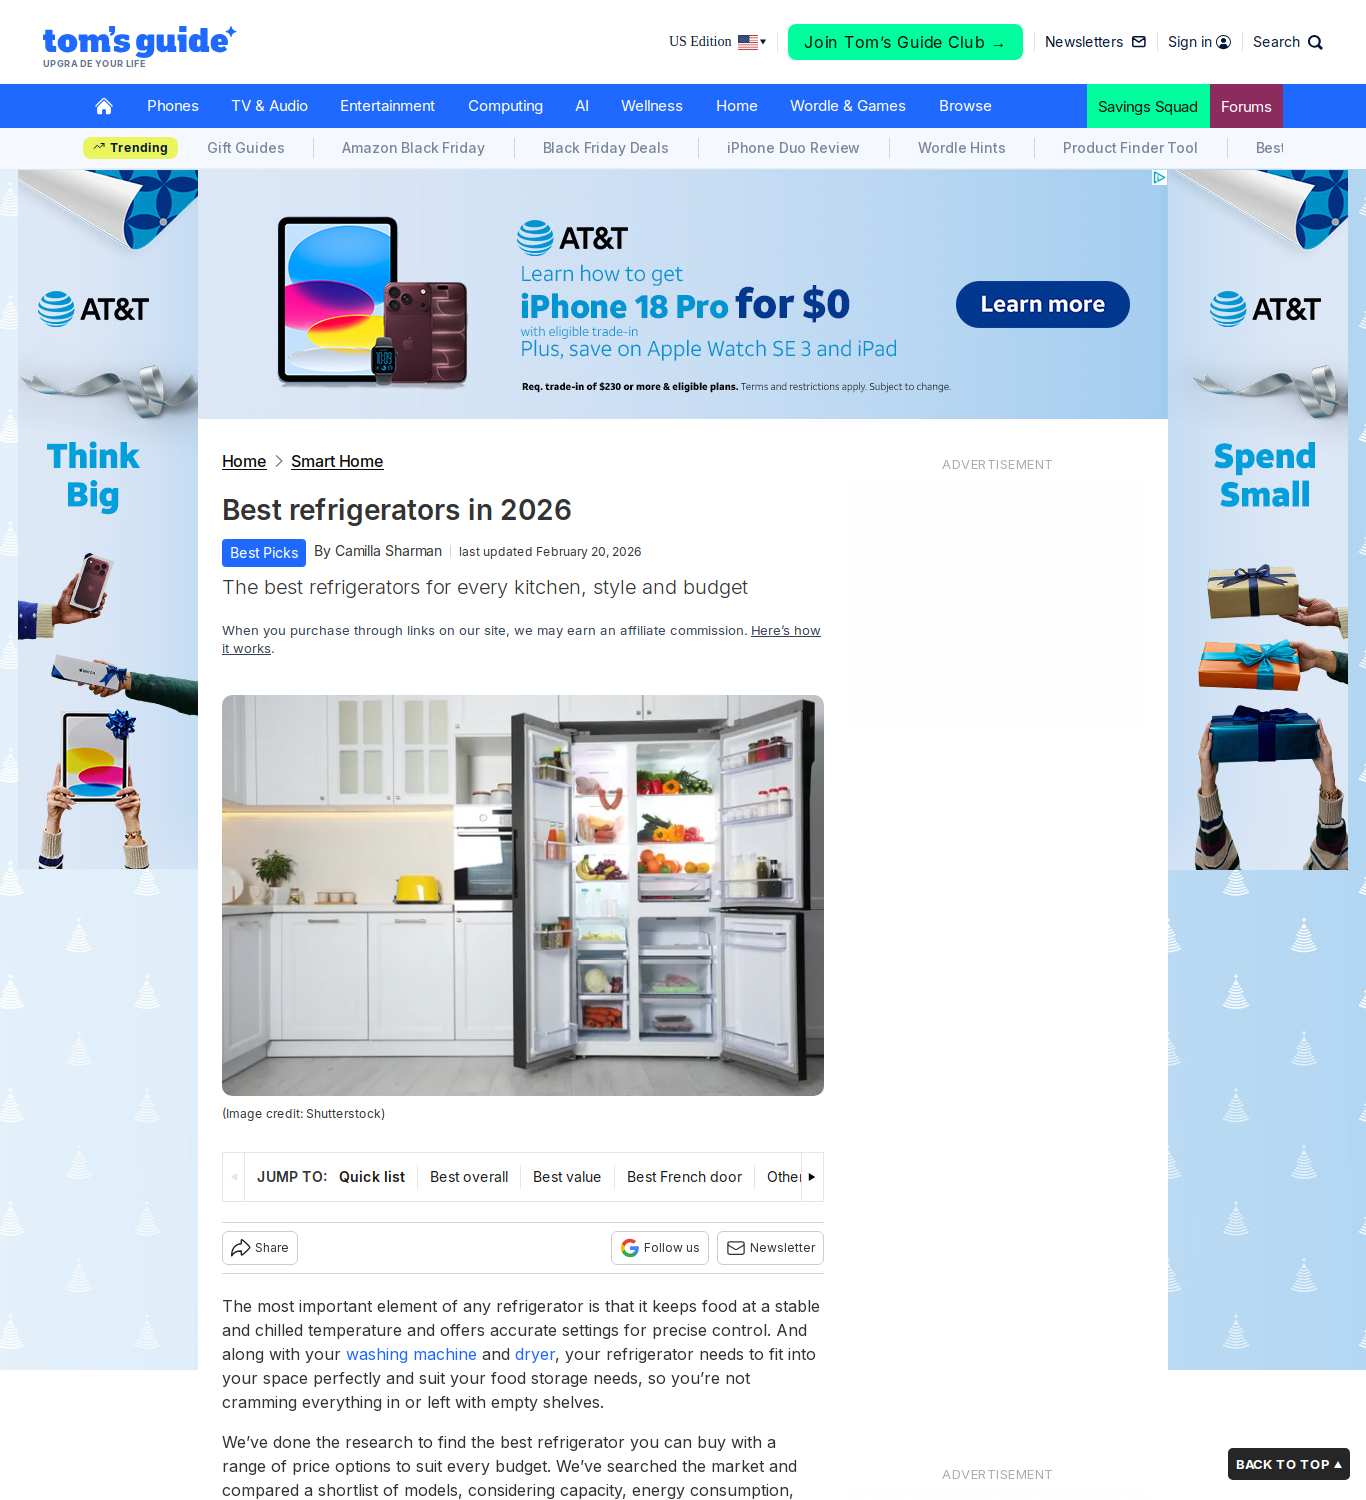 tom's guide
UPGRADE YOUR LIFE
US Edition
Join Tom's Guide Club →
Newsletters
Sign in
Search
Phones
TV & Audio
Entertainment
Computing
AI
Wellness
Home
Wordle & Games
Browse
Savings Squad
Forums
Trending
Gift Guides
Amazon Black Friday
Black Friday Deals
iPhone Duo Review
Wordle Hints
Product Finder Tool
Best
AT&T
Think
Big
AT&T
Learn how to get
iPhone 18 Pro for $0
with eligible trade-in
Plus, save on Apple Watch SE 3 and iPad
Req. trade-in of $230 or more & eligible plans. Terms and restrictions apply. Subject to change.
Learn more
AT&T
Spend
Small
Home
Smart Home
ADVERTISEMENT
Best refrigerators in 2026
Best Picks
By Camilla Sharman
last updated February 20, 2026
The best refrigerators for every kitchen, style and budget
When you purchase through links on our site, we may earn an affiliate commission. Here's how
it works.
(Image credit: Shutterstock)
JUMP TO:
Quick list
Best overall
Best value
Best French door
Other
Share
Follow us
Newsletter
The most important element of any refrigerator is that it keeps food at a stable
and chilled temperature and offers accurate settings for precise control. And
along with your washing machine and dryer, your refrigerator needs to fit into
your space perfectly and suit your food storage needs, so you're not
cramming everything in or left with empty shelves.
We've done the research to find the best refrigerator you can buy with a
range of price options to suit every budget. We've searched the market and
compared a shortlist of models, considering capacity, energy consumption,
ADVERTISEMENT
BACK TO TOP